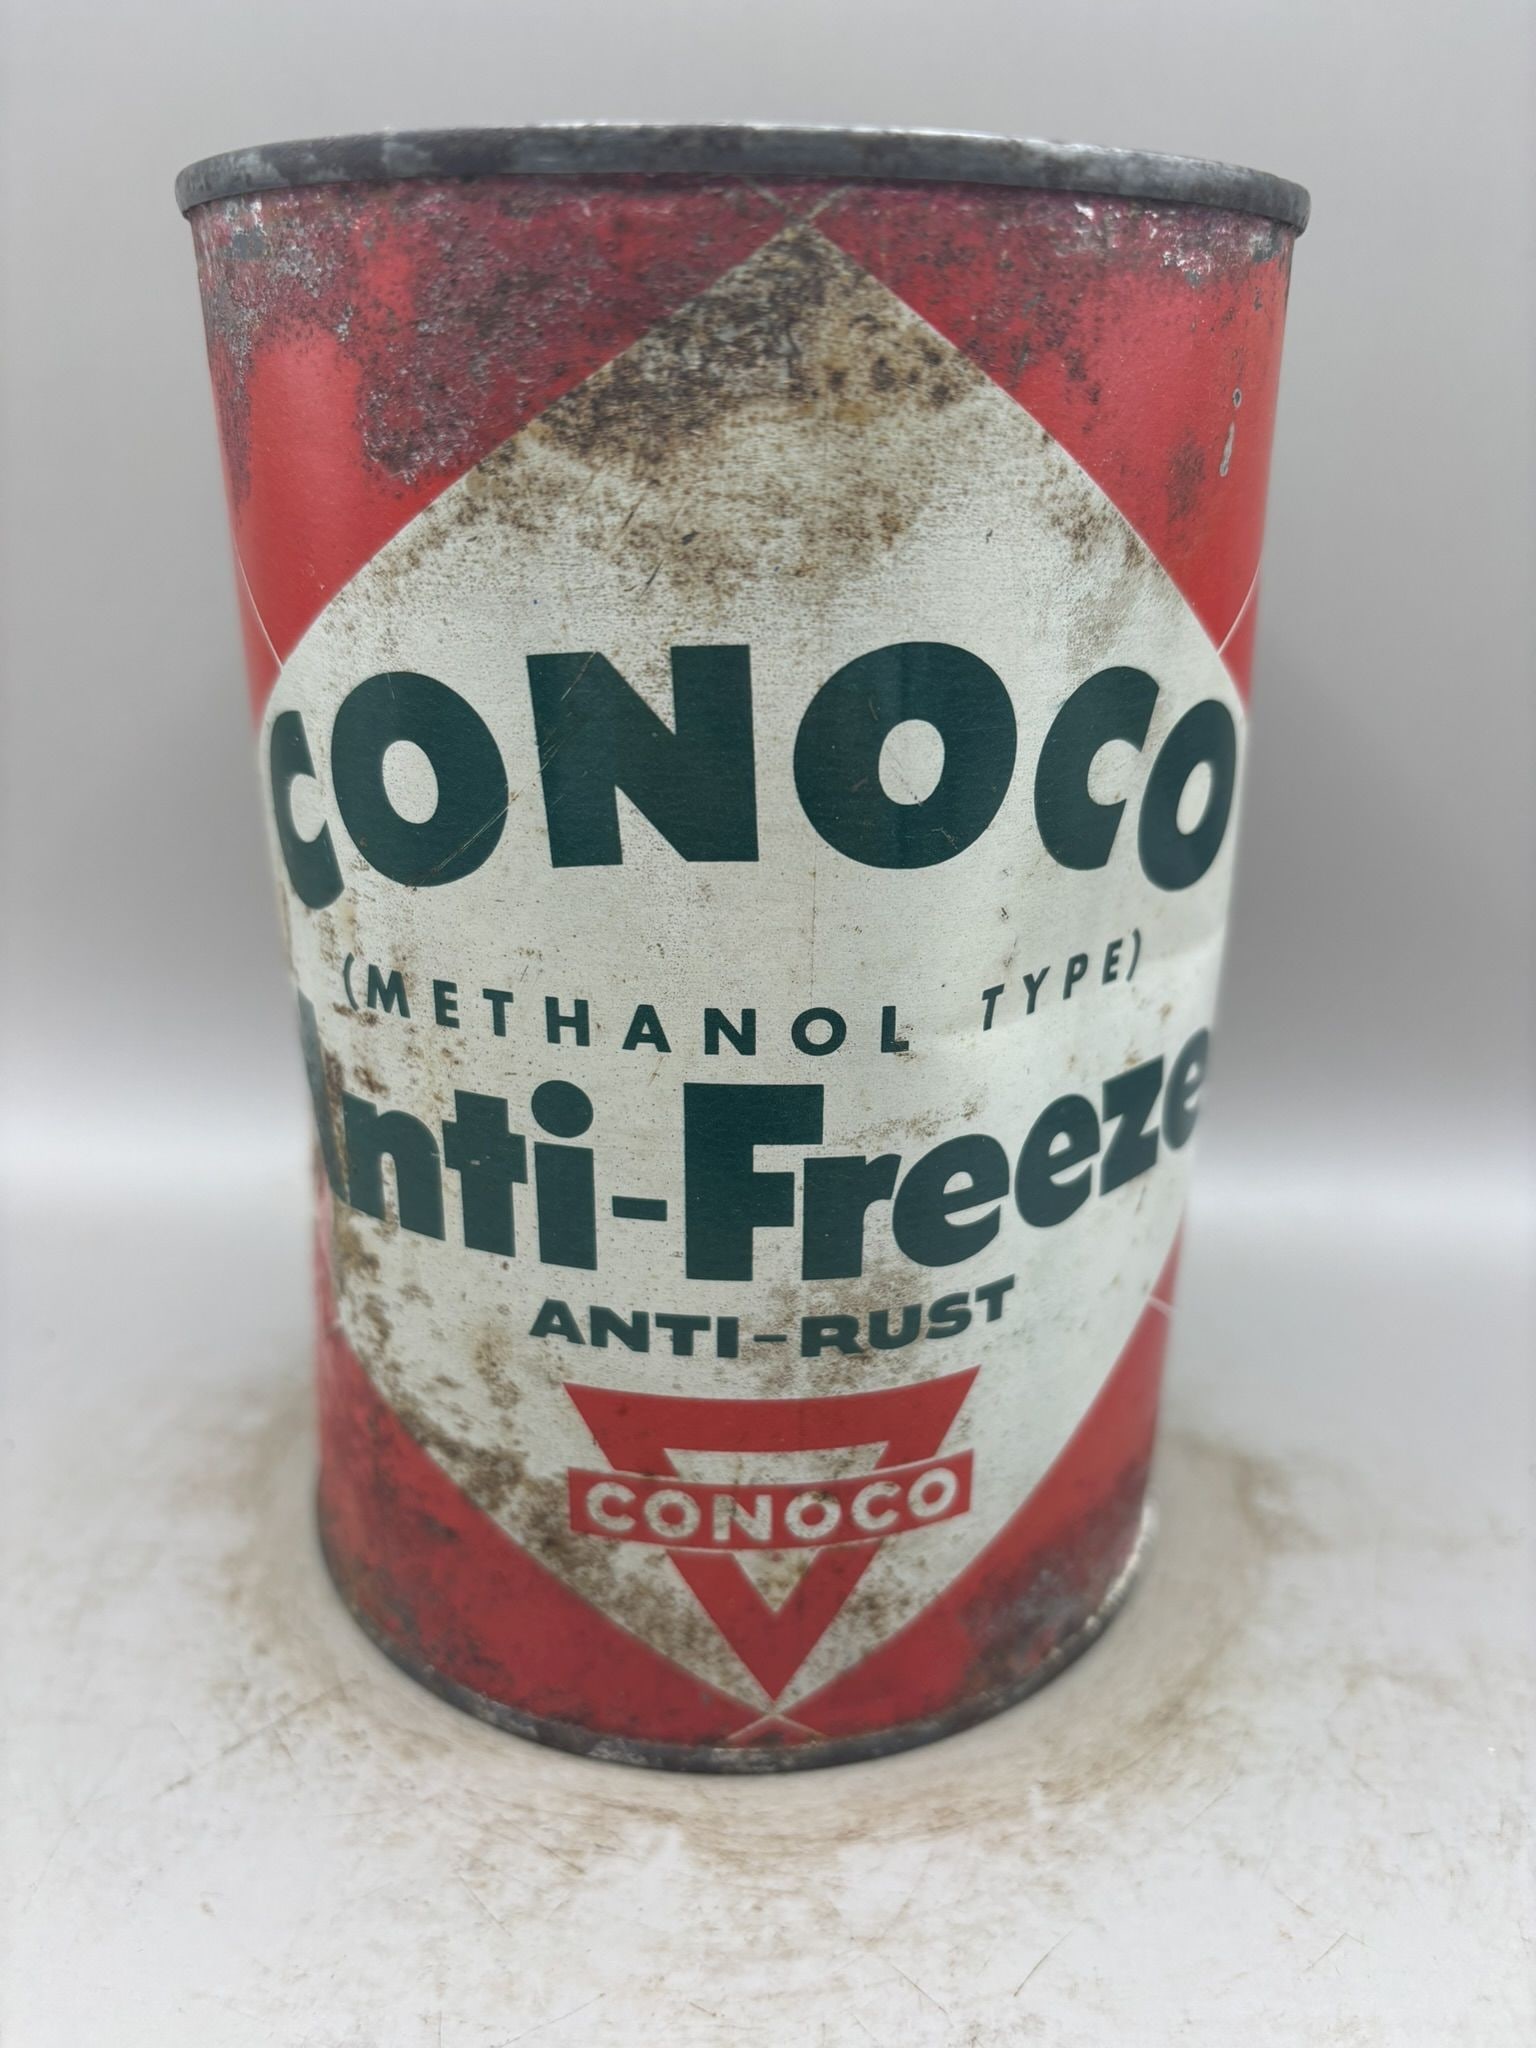 CONOCO
(METHANOL TYPE)
Anti-Freeze
ANTI-RUST
CONOCO